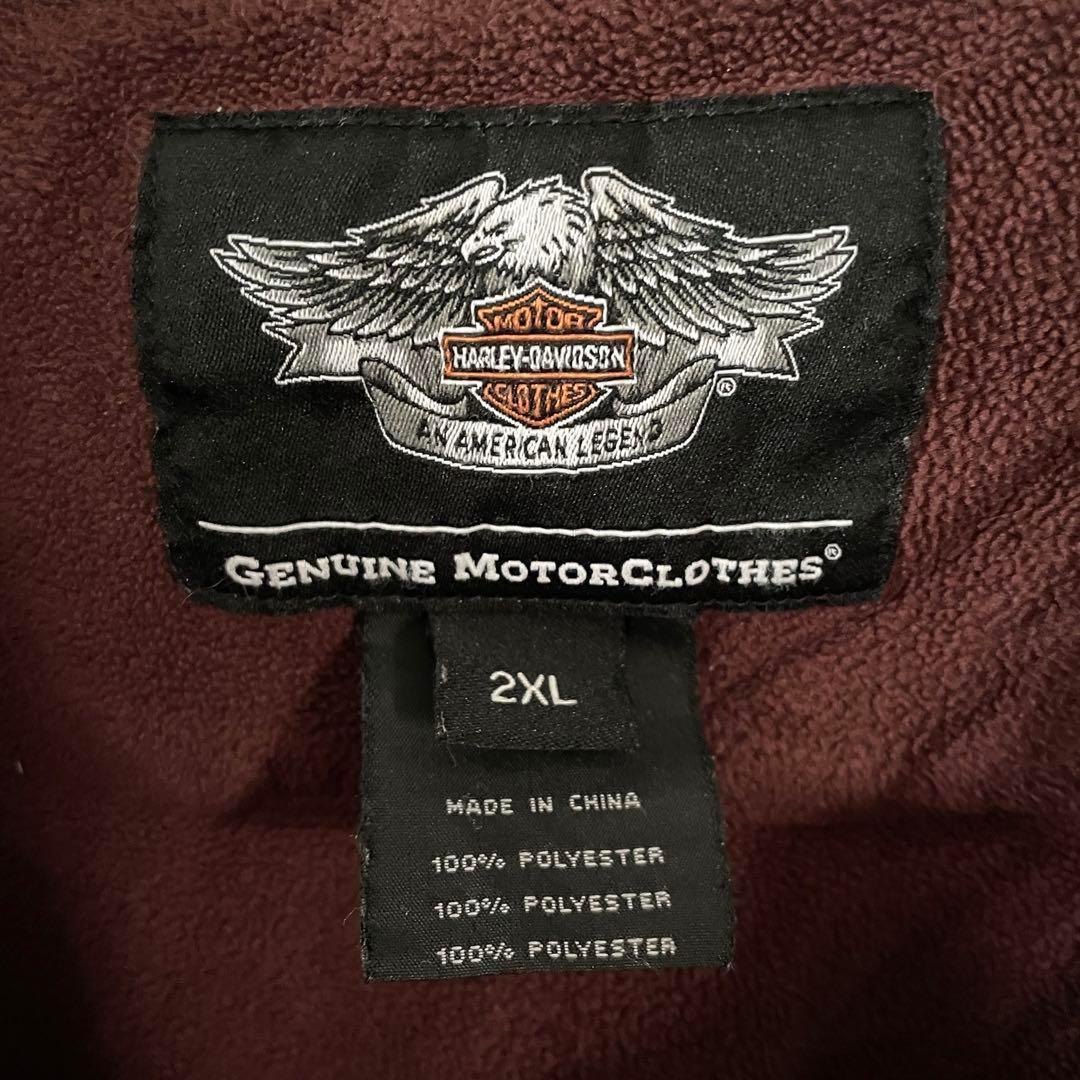 MOTOR
HARLEY-DAVIDSON
CLOTHES
®
AN AMERICAN LEGEND
GENUINE MOTORCLOTHES®
2XL
MADE IN CHINA
100% POLYESTER
100% POLYESTER
100% POLYESTER